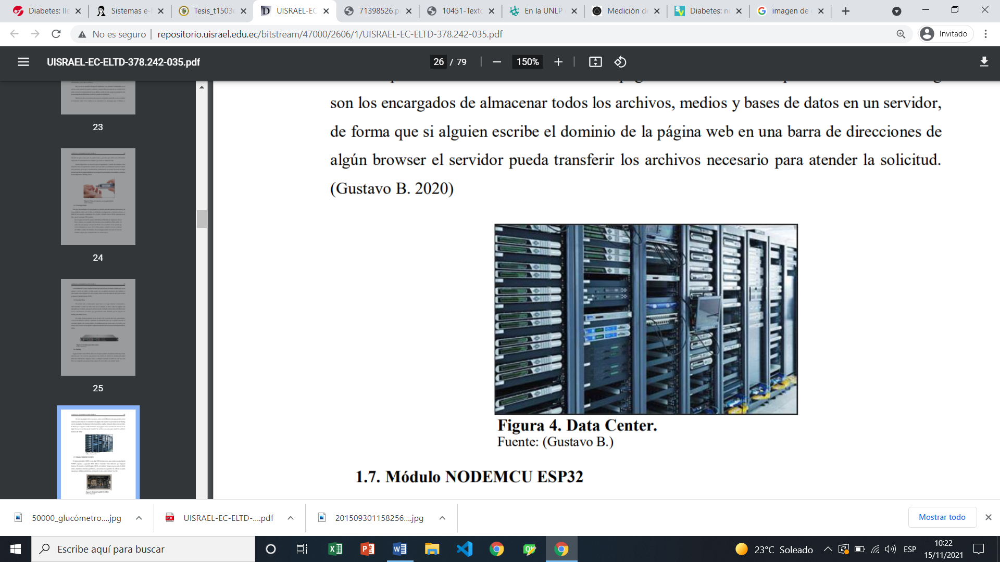 Diabetes: lle
Sistemas e-l
Tesis_t1503e
UISRAEL-EC
71398526.p
10451-Texto
En la UNLP
Medición de
Diabetes: nu
imagen de g
No es seguro
repositorio.uisrael.edu.ec/bitstream/47000/2606/1/UISRAEL-EC-ELTD-378.242-035.pdf
Invitado
UISRAEL-EC-ELTD-378.242-035.pdf
26 / 79
150%
23
24
25
son los encargados de almacenar todos los archivos, medios y bases de datos en un servidor,
de forma que si alguien escribe el dominio de la página web en una barra de direcciones de
algún browser el servidor pueda transferir los archivos necesario para atender la solicitud.
(Gustavo B. 2020)
Figura 4. Data Center.
Fuente: (Gustavo B.)
1.7. Módulo NODEMCU ESP32
50000_glucómetro....jpg
UISRAEL-EC-ELTD-....pdf
201509301158256....jpg
Mostrar todo
Escribe aquí para buscar
23°C Soleado
ESP
10:22
15/11/2021